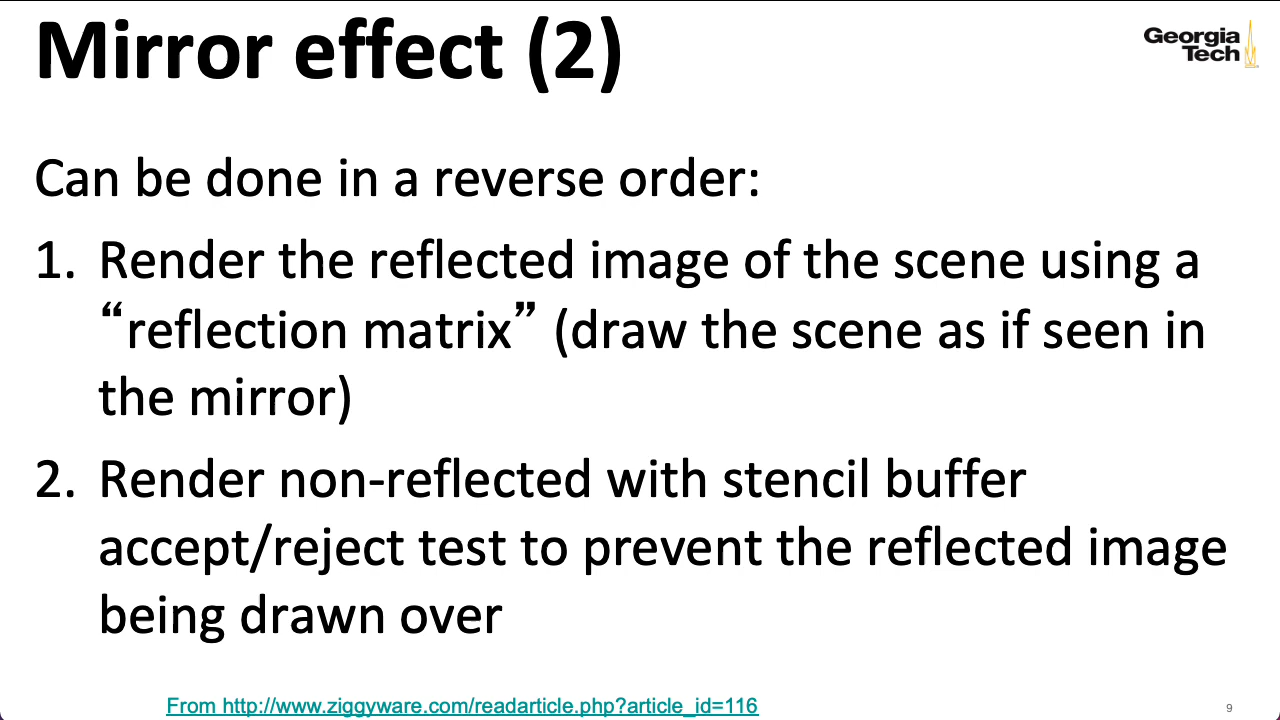 Mirror effect (2)
Georgia
Tech
Can be done in a reverse order:
1. Render the reflected image of the scene using a
“reflection matrix” (draw the scene as if seen in
the mirror)
2. Render non-reflected with stencil buffer
accept/reject test to prevent the reflected image
being drawn over
From http://www.ziggyware.com/readarticle.php?article_id=116
9